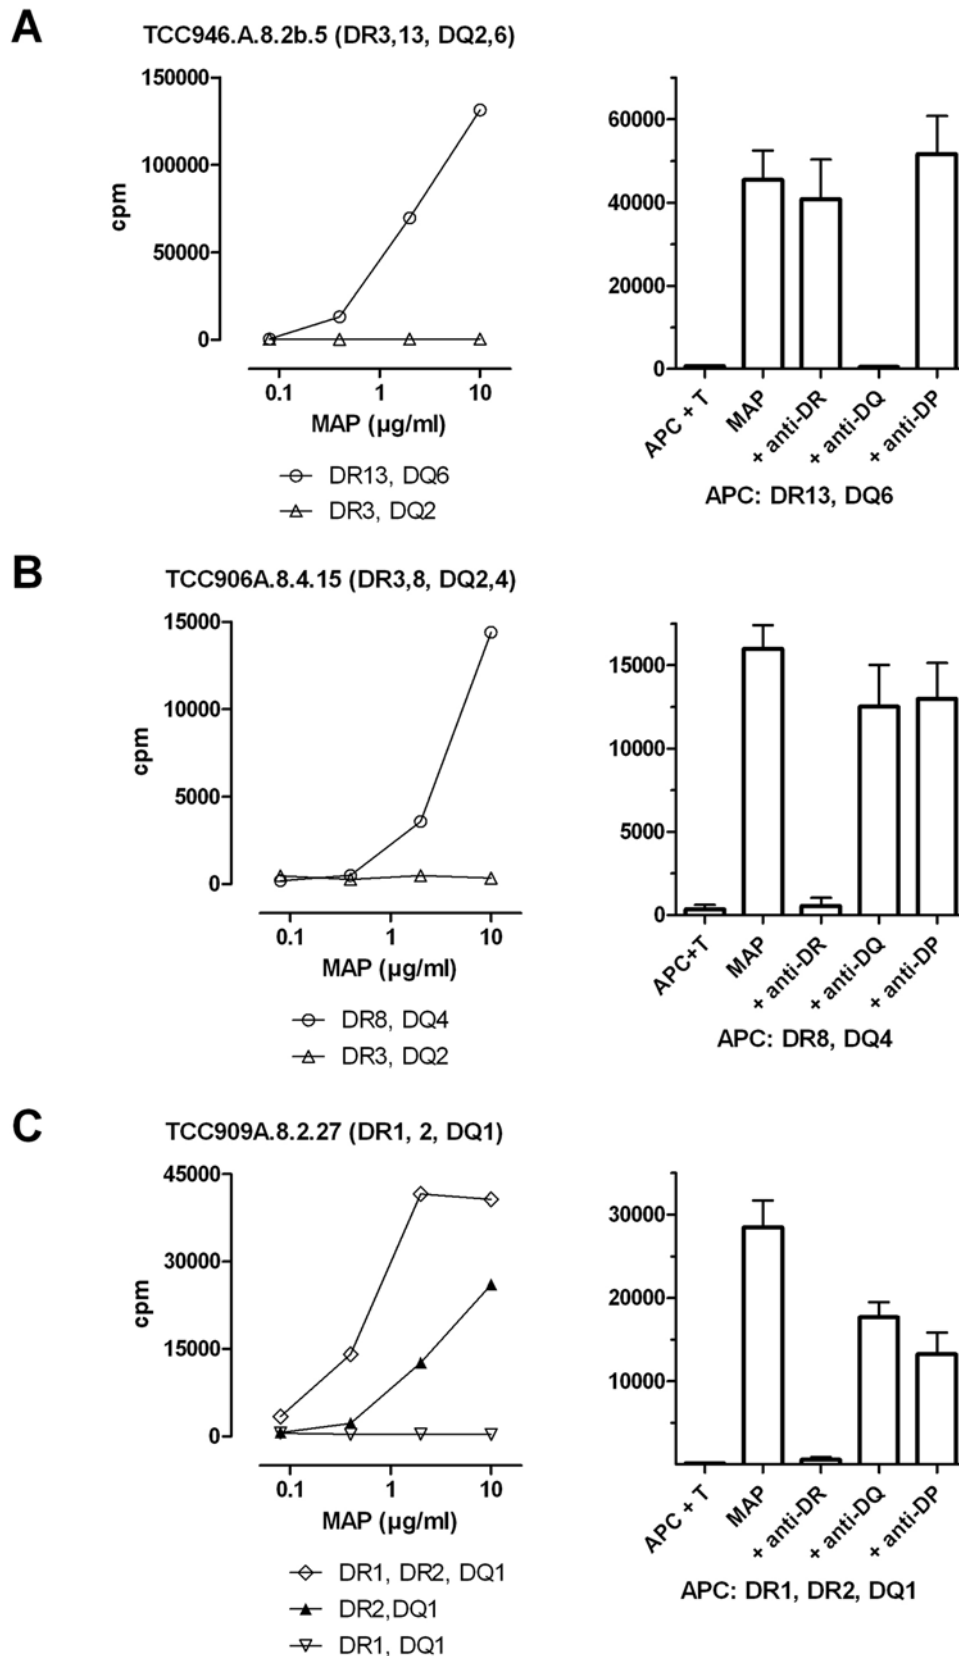 A
TCC946.A.8.2b.5 (DR3,13, DQ2,6)
150000
100000
50000
0
cpm
0.1 1 10
MAP (µg/ml)
DR13, DQ6
DR3, DQ2
60000
40000
20000
0
APC + T
MAP
+ anti-DR
+ anti-DQ
+ anti-DP
APC: DR13, DQ6
B
TCC906A.8.4.15 (DR3,8, DQ2,4)
15000
10000
5000
0
cpm
0.1 1 10
MAP (µg/ml)
DR8, DQ4
DR3, DQ2
15000
10000
5000
0
APC+T
MAP
+ anti-DR
+ anti-DQ
+ anti-DP
APC: DR8, DQ4
C
TCC909A.8.2.27 (DR1, 2, DQ1)
45000
30000
15000
0
cpm
0.1 1 10
MAP (µg/ml)
DR1, DR2, DQ1
DR2,DQ1
DR1, DQ1
30000
20000
10000
APC + T
MAP
+ anti-DR
+ anti-DQ
+ anti-DP
APC: DR1, DR2, DQ1